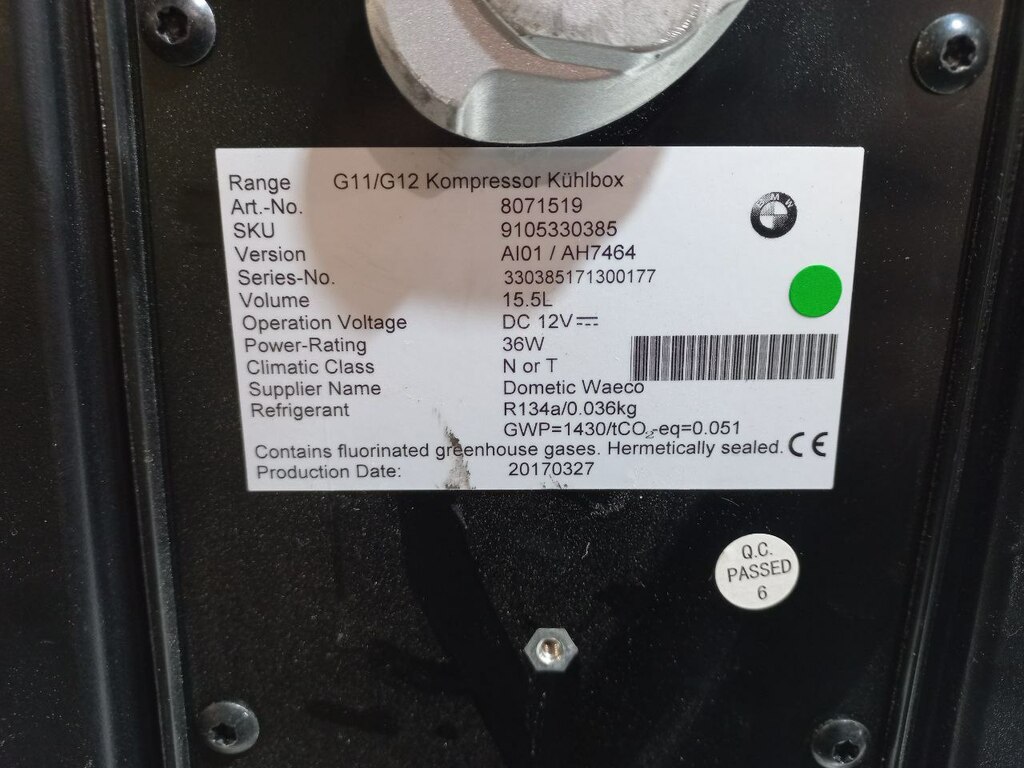 Range G11/G12 Kompressor Kühlbox
Art.-No. 8071519
SKU 9105330385
Version AI01 / AH7464
Series-No. 330385171300177
Volume 15.5L
Operation Voltage DC 12V⎓
Power-Rating 36W
Climatic Class N or T
Supplier Name Dometic Waeco
Refrigerant R134a/0.036kg
GWP=1430/tCO₂-eq=0.051
Contains fluorinated greenhouse gases. Hermetically sealed. CE
Production Date: 20170327
BMW
Q.C.
PASSED
6